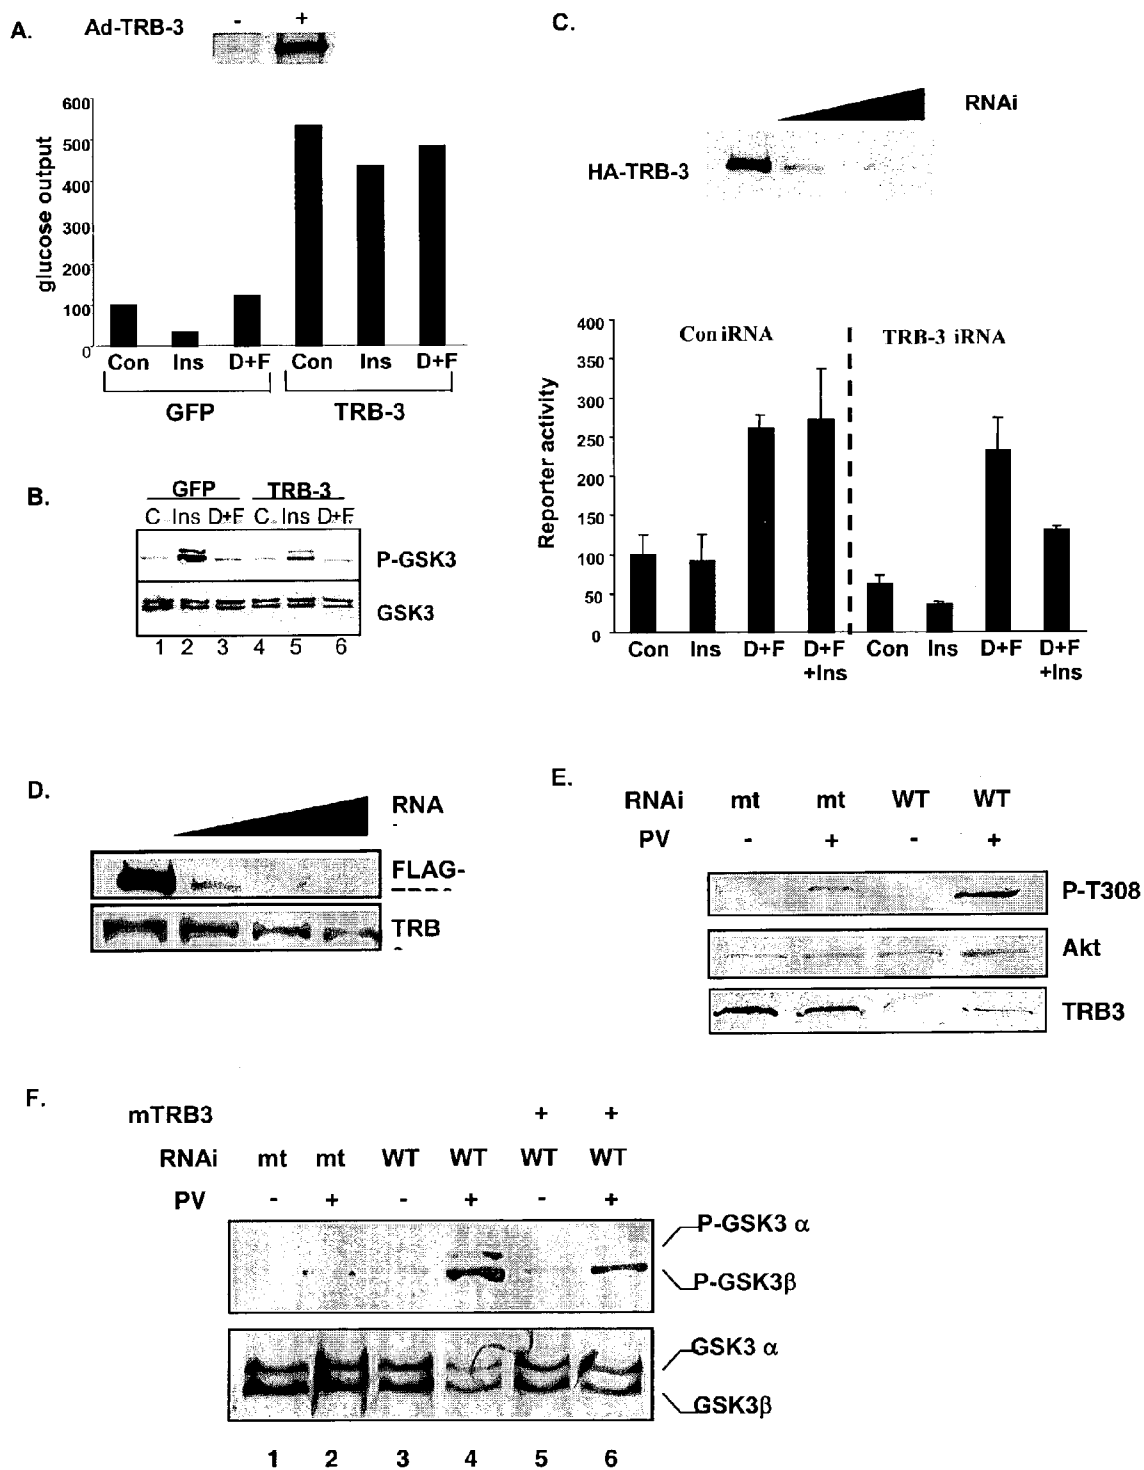 A.
Ad-TRB-3
- +
glucose output
600
500
400
300
200
100
0
Con Ins D+F Con Ins D+F
GFP TRB-3
B.
GFP TRB-3
C Ins D+F C Ins D+F
P-GSK3
GSK3
1 2 3 4 5 6
C.
RNAi
HA-TRB-3
Reporter activity
400
350
300
250
200
150
100
50
0
Con iRNA TRB-3 iRNA
Con Ins D+F D+F +Ins Con Ins D+F D+F +Ins
D.
RNA
FLAG-
TRB
E.
RNAi mt mt WT WT
PV - + - +
P-T308
Akt
TRB3
F.
mTRB3 + +
RNAi mt mt WT WT WT WT
PV - + - + - +
P-GSK3 α
P-GSK3β
GSK3 α
GSK3β
1 2 3 4 5 6